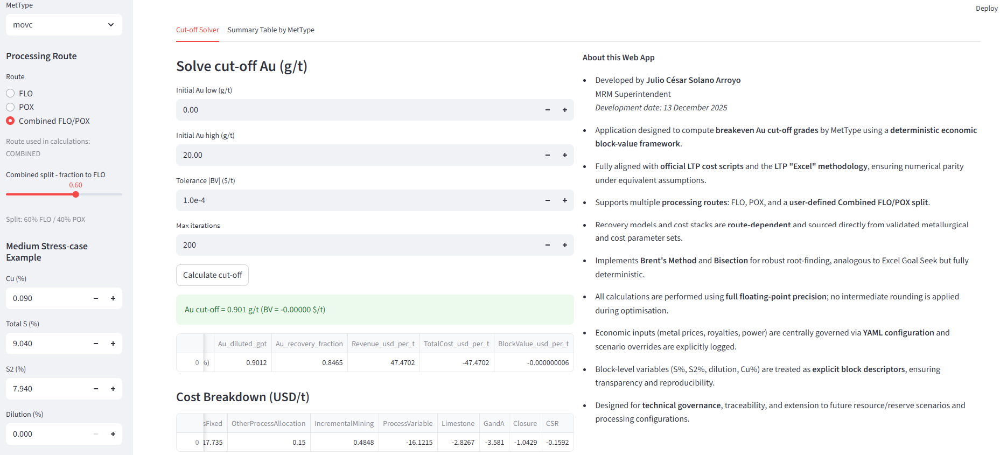 MetType
movc
Processing Route
Route
FLO
POX
Combined FLO/POX
Route used in calculations:
COMBINED
Combined split - fraction to FLO
0.60
Split: 60% FLO / 40% POX
Medium Stress-case
Example
Cu (%)
0.090
Total S (%)
9.040
S2 (%)
7.940
Dilution (%)
0.000
Deploy
Cut-off Solver Summary Table by MetType
Solve cut-off Au (g/t)
Initial Au low (g/t)
0.00
Initial Au high (g/t)
20.00
Tolerance |BV| ($/t)
1.0e-4
Max iterations
200
Calculate cut-off
Au cut-off = 0.901 g/t (BV = -0.00000 $/t)
Au_diluted_gpt Au_recovery_fraction Revenue_usd_per_t TotalCost_usd_per_t BlockValue_usd_per_t
0 %) 0.9012 0.8465 47.4702 -47.4702 -0.000000006
Cost Breakdown (USD/t)
sFixed OtherProcessAllocation IncrementalMining ProcessVariable Limestone GandA Closure CSR
0 17.735 0.15 0.4848 -16.1215 -2.8267 -3.581 -1.0429 -0.1592
About this Web App
Developed by Julio César Solano Arroyo
MRM Superintendent
Development date: 13 December 2025
Application designed to compute breakeven Au cut-off grades by MetType using a deterministic economic
block-value framework.
Fully aligned with official LTP cost scripts and the LTP "Excel" methodology, ensuring numerical parity
under equivalent assumptions.
Supports multiple processing routes: FLO, POX, and a user-defined Combined FLO/POX split.
Recovery models and cost stacks are route-dependent and sourced directly from validated metallurgical
and cost parameter sets.
Implements Brent's Method and Bisection for robust root-finding, analogous to Excel Goal Seek but fully
deterministic.
All calculations are performed using full floating-point precision; no intermediate rounding is applied
during optimisation.
Economic inputs (metal prices, royalties, power) are centrally governed via YAML configuration and
scenario overrides are explicitly logged.
Block-level variables (S%, S2%, dilution, Cu%) are treated as explicit block descriptors, ensuring
transparency and reproducibility.
Designed for technical governance, traceability, and extension to future resource/reserve scenarios and
processing configurations.